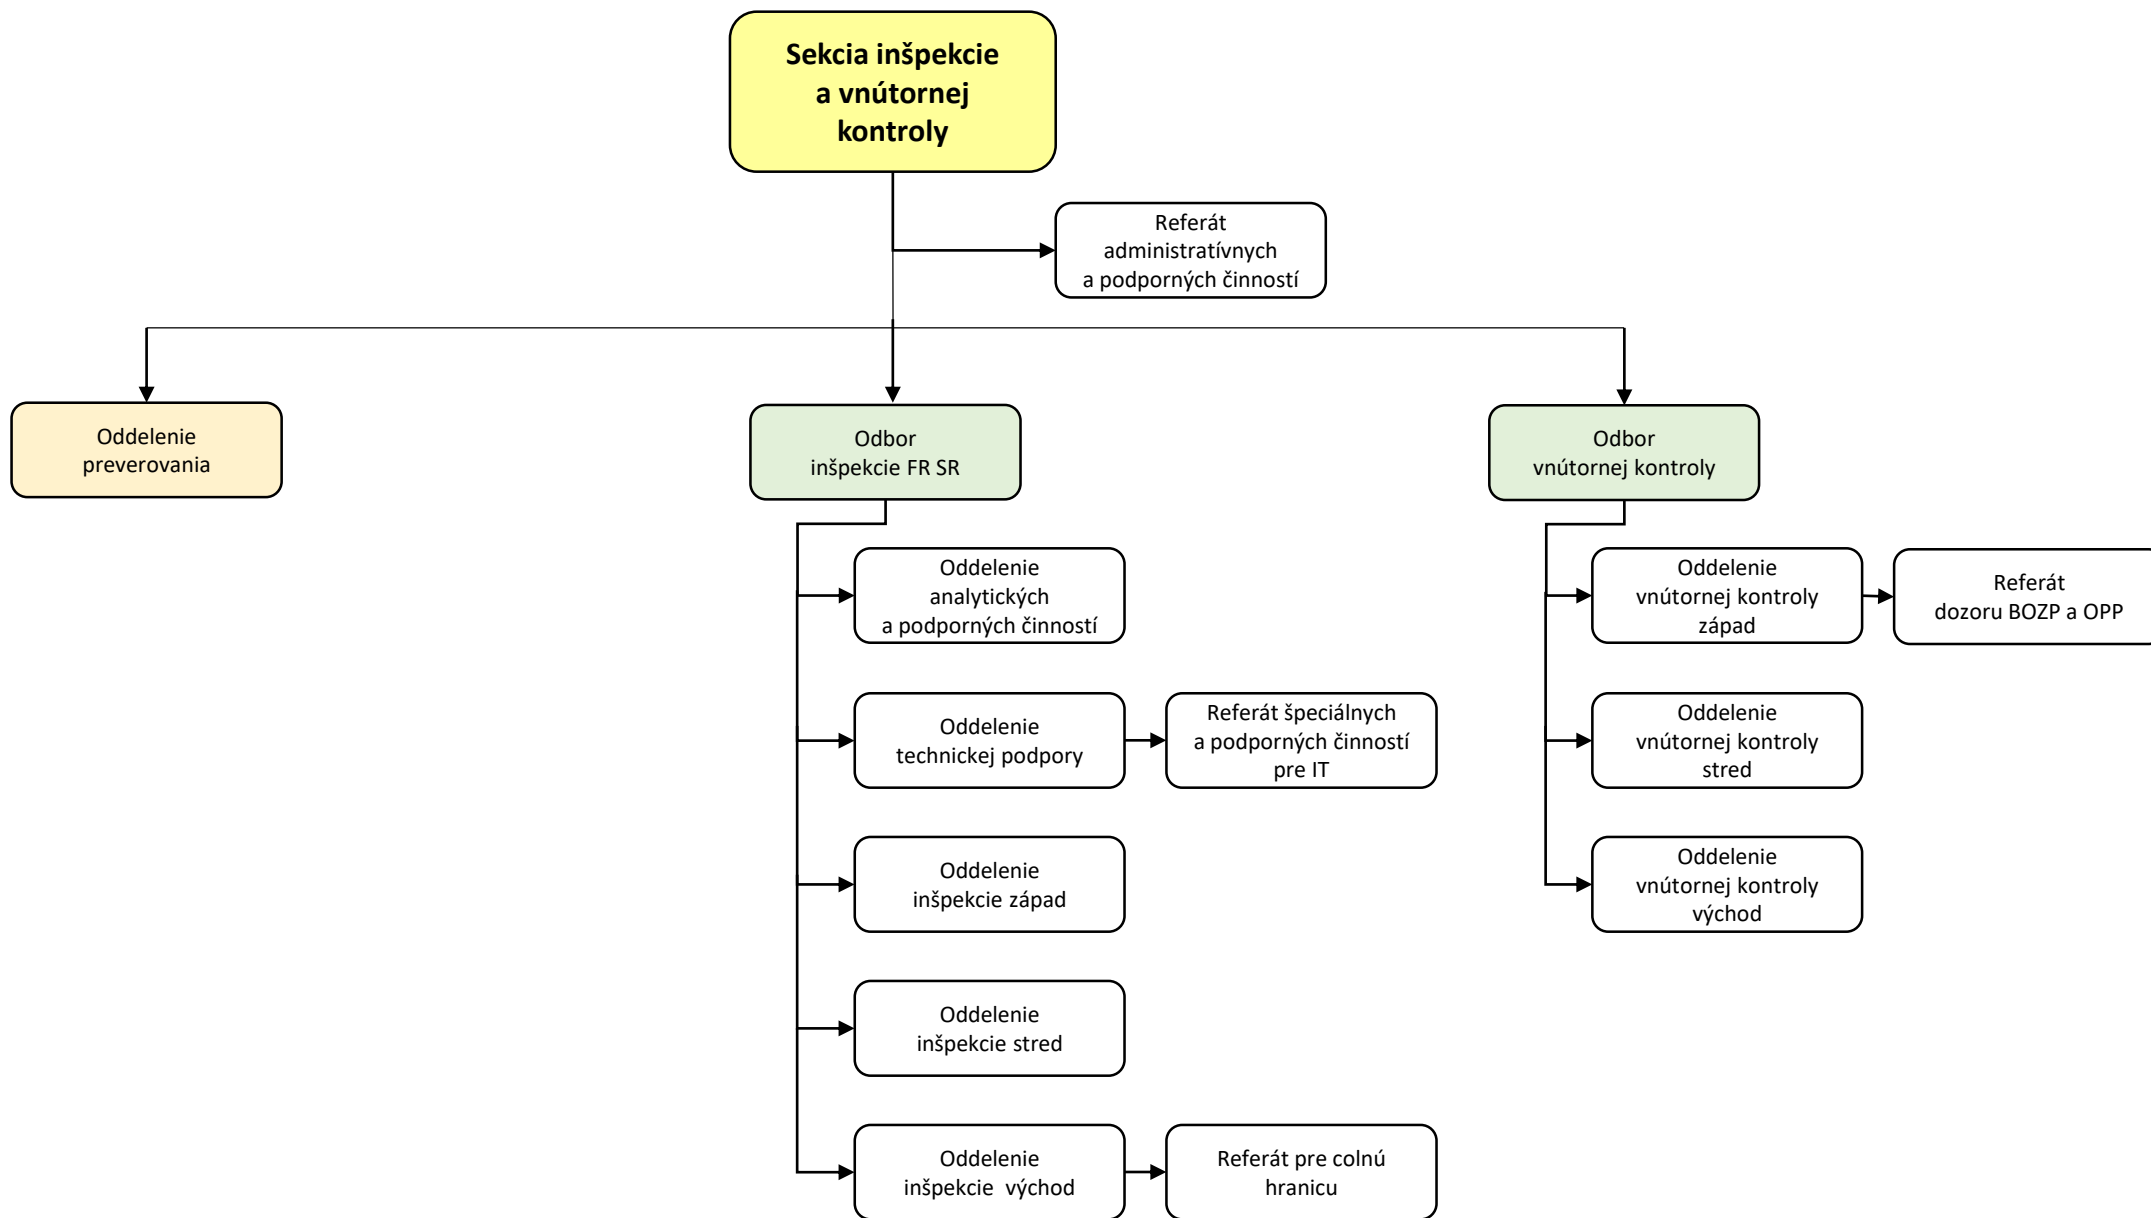 Sekcia inšpekcie
a vnútornej
kontroly
Referát
administratívnych
a podporných činností
Oddelenie
preverovania
Odbor
inšpekcie FR SR
Odbor
vnútornej kontroly
Oddelenie
analytických
a podporných činností
Oddelenie
technickej podpory
Referát špeciálnych
a podporných činností
pre IT
Oddelenie
inšpekcie západ
Oddelenie
inšpekcie stred
Oddelenie
inšpekcie  východ
Referát pre colnú
hranicu
Oddelenie
vnútornej kontroly
západ
Referát
dozoru BOZP a OPP
Oddelenie
vnútornej kontroly
stred
Oddelenie
vnútornej kontroly
východ